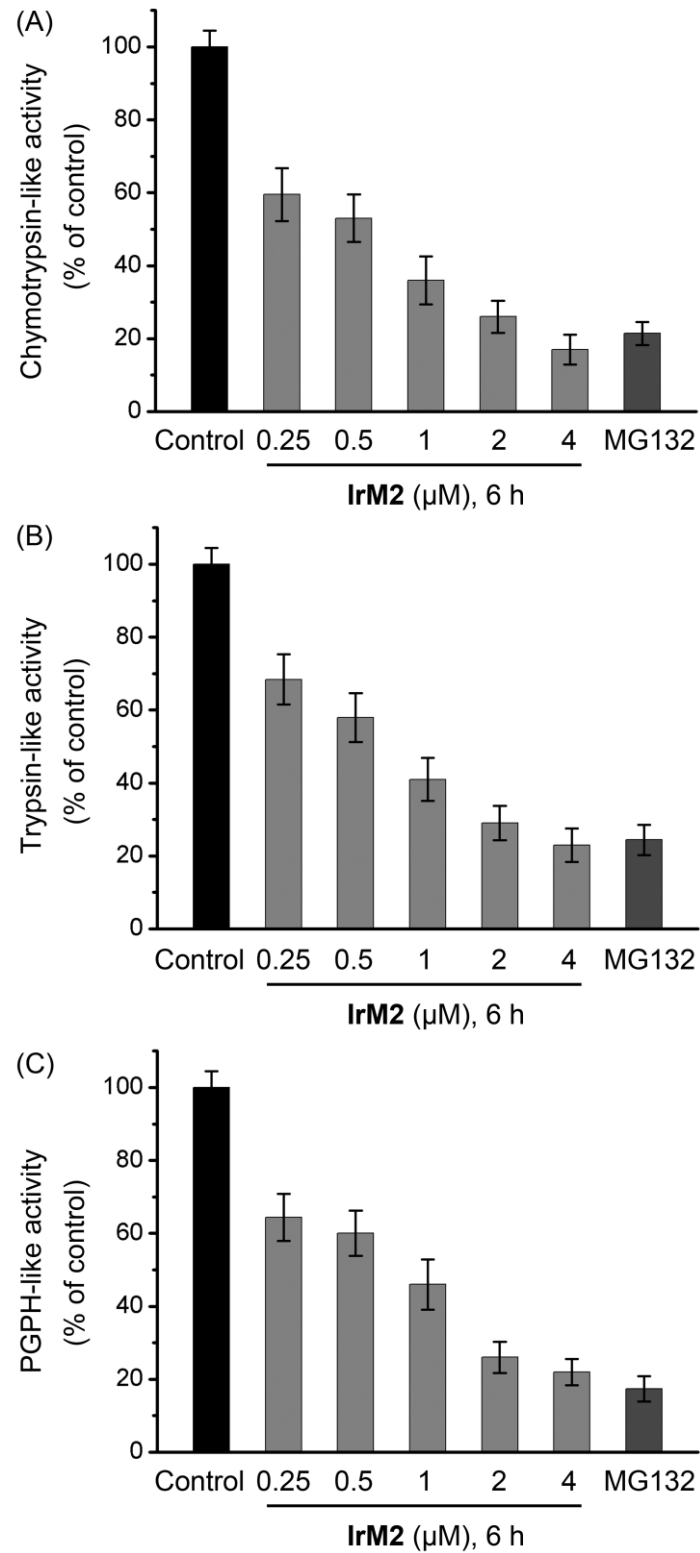 (A)
Chymotrypsin-like activity
(% of control)
100
80
60
40
20
0
Control 0.25 0.5 1 2 4 MG132
IrM2 (μM), 6 h
(B)
Trypsin-like activity
(% of control)
100
80
60
40
20
0
Control 0.25 0.5 1 2 4 MG132
IrM2 (μM), 6 h
(C)
PGPH-like activity
(% of control)
100
80
60
40
20
0
Control 0.25 0.5 1 2 4 MG132
IrM2 (μM), 6 h